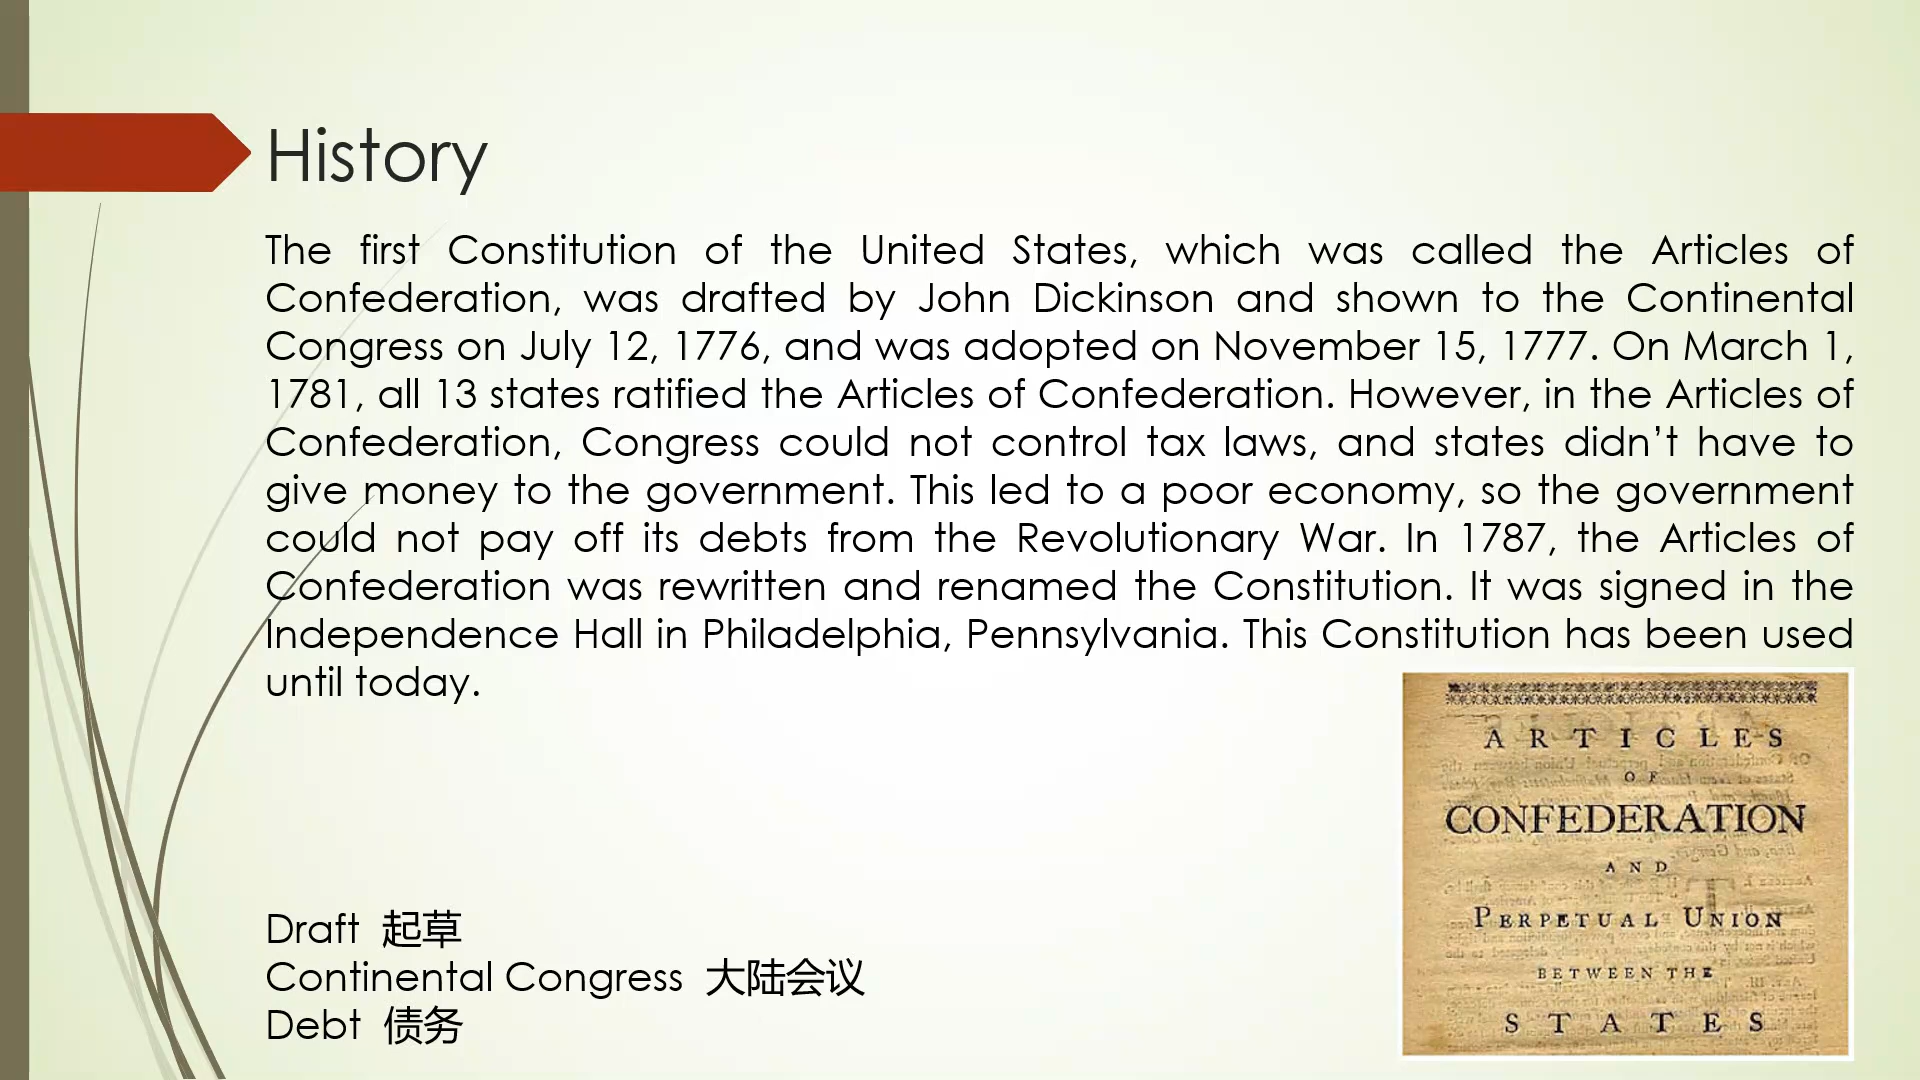 History
The first Constitution of the United States, which was called the Articles of
Confederation, was drafted by John Dickinson and shown to the Continental
Congress on July 12, 1776, and was adopted on November 15, 1777. On March 1,
1781, all 13 states ratified the Articles of Confederation. However, in the Articles of
Confederation, Congress could not control tax laws, and states didn’t have to
give money to the government. This led to a poor economy, so the government
could not pay off its debts from the Revolutionary War. In 1787, the Articles of
Confederation was rewritten and renamed the Constitution. It was signed in the
Independence Hall in Philadelphia, Pennsylvania. This Constitution has been used
until today.
Draft 起草
Continental Congress 大陆会议
Debt 债务
ARTICLES
OF
CONFEDERATION
AND
PERPETUAL UNION
BETWEEN THE
STATES